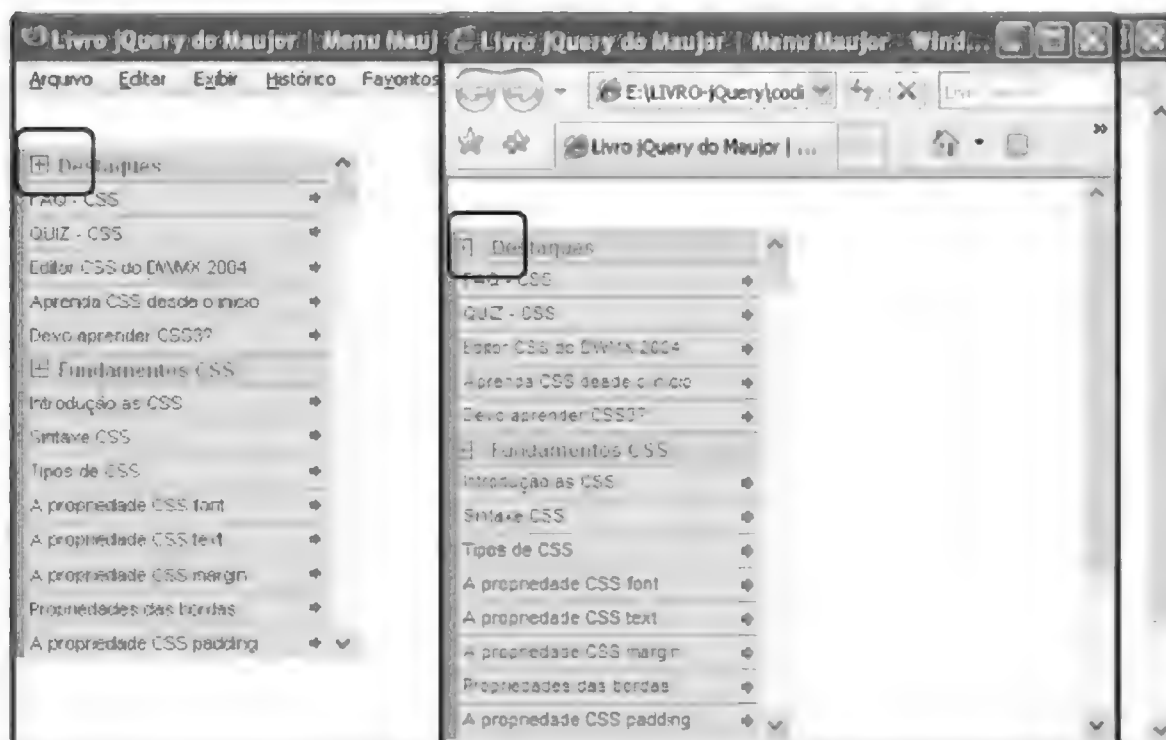 Livro jQuery do Maujor | Menu Mauj
Arquivo Editar Exibir Histórico Favoritos
Destaques
FAQ - CSS
QUIZ - CSS
Editor CSS do DWMX 2004
Aprenda CSS desde o início
Devo aprender CSS3?
Fundamentos CSS
Introdução as CSS
Sintaxe CSS
Tipos de CSS
A propriedade CSS font
A propriedade CSS text
A propriedade CSS margin
Propriedades das bordas
A propriedade CSS padding
Livro jQuery do Maujor | Menu Maujor - Wind...
E:\LIVRO-jQuery\codi
Livro jQuery do Maujor | ...
Destaques
FAQ - CSS
QUIZ - CSS
Editor CSS do DWMX 2004
Aprenda CSS desde o início
Devo aprender CSS3?
Fundamentos CSS
Introdução as CSS
Sintaxe CSS
Tipos de CSS
A propriedade CSS font
A propriedade CSS text
A propriedade CSS margin
Propriedades das bordas
A propriedade CSS padding